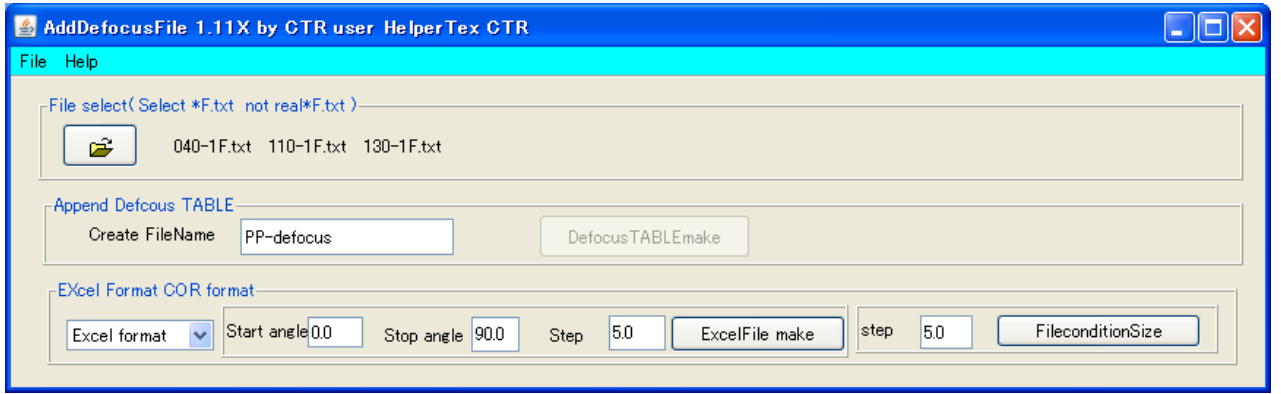 AddDefocusFile 1.11X by CTR user HelperTex CTR
File Help
File select( Select *F.txt not real*F.txt )
040-1F.txt 110-1F.txt 130-1F.txt
Append Defcous TABLE
Create FileName PP-defocus DefocusTABLEmake
EXcel Format COR format
Excel format Start angle 0.0 Stop angle 90.0 Step 5.0 ExcelFile make step 5.0 FileconditionSize